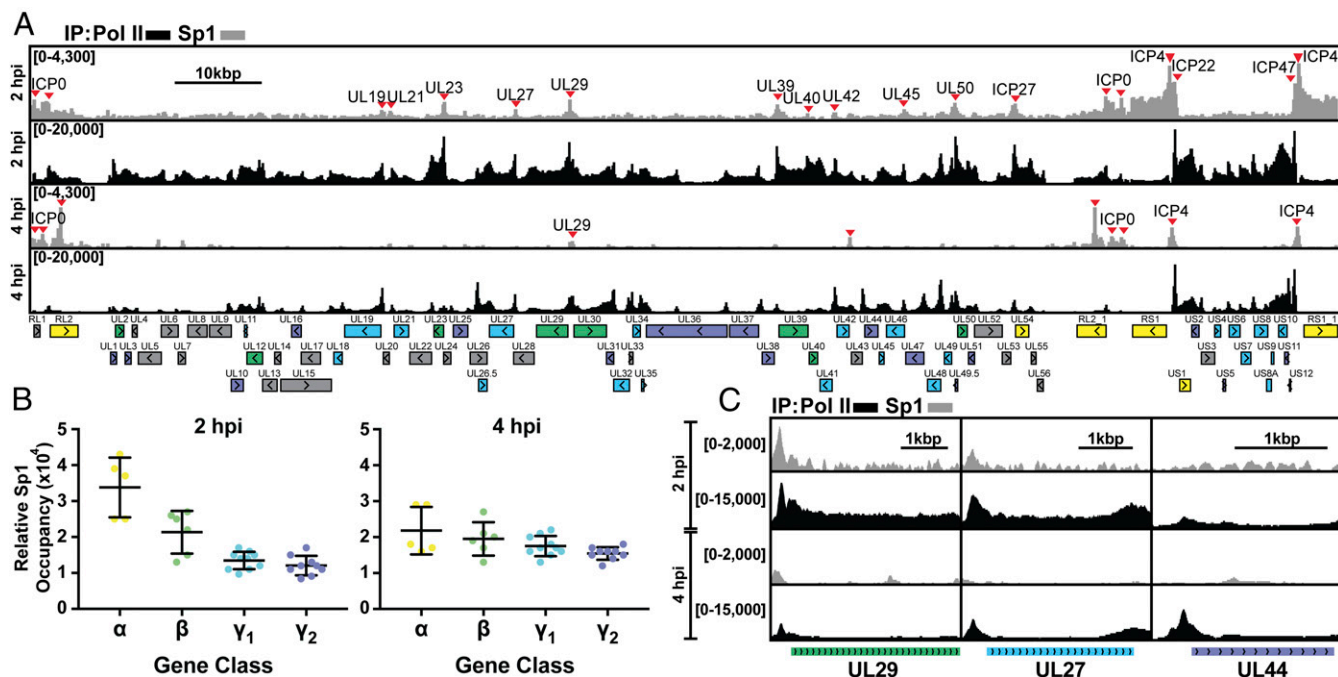 A
IP:Pol II Sp1
2 hpi
[0-4,300]
10kbp
ICP0 UL19 UL21 UL23 UL27 UL29 UL39 UL40 UL42 UL45 UL50 ICP27 ICP0 ICP4 ICP22 ICP47 ICP4
2 hpi
[0-20,000]
4 hpi
[0-4,300]
ICP0 UL29 ICP0 ICP4 ICP4
4 hpi
[0-20,000]
RL1 RL2 UL2 UL4 UL6 UL8 UL9 UL11 UL16 UL19 UL21 UL23 UL25 UL27 UL29 UL30 UL34 UL36 UL37 UL39 UL42 UL44 UL46 UL50 UL52 UL54 RL2_1 RS1 US2 US4 US6 US8 US10 RS1_1
UL1 UL3 UL5 UL7 UL12 UL14 UL17 UL18 UL20 UL22 UL24 UL26 UL28 UL31 UL33 UL38 UL40 UL43 UL45 UL47 UL49 UL51 UL53 UL55 US3 US7 US9 US11
UL10 UL13 UL15 UL26.5 UL32 UL35 UL41 UL48 UL49.5 UL56 US1 US5 US8A US12
B
2 hpi
4 hpi
Relative Sp1
Occupancy (x10⁴)
5
4
3
2
1
0
α β γ₁ γ₂
Gene Class
5
4
3
2
1
0
α β γ₁ γ₂
Gene Class
C
IP:Pol II Sp1
2 hpi
[0-2,000]
1kbp 1kbp 1kbp
[0-15,000]
4 hpi
[0-2,000]
[0-15,000]
UL29 UL27 UL44